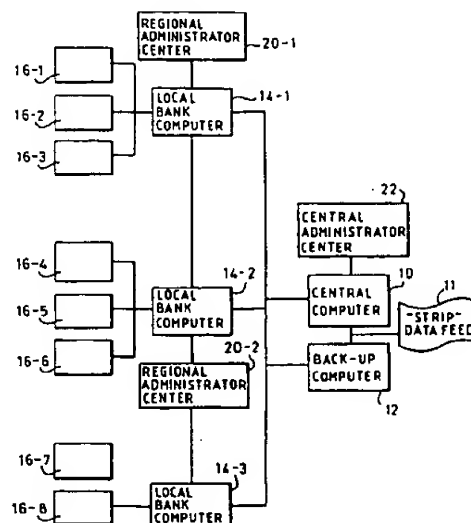 REGIONAL
ADMINISTRATOR
CENTER
20-1
16-1
LOCAL
BANK
COMPUTER
14-1
16-2
16-3
22
CENTRAL
ADMINISTRATOR
CENTER
16-4
14-2
10
11
16-5
LOCAL
BANK
COMPUTER
CENTRAL
COMPUTER
"STRIP"
DATA FEED
16-6
20-2
REGIONAL
ADMINISTRATOR
CENTER
BACK-UP
COMPUTER
12
16-7
14-3
16-8
LOCAL
BANK
COMPUTER